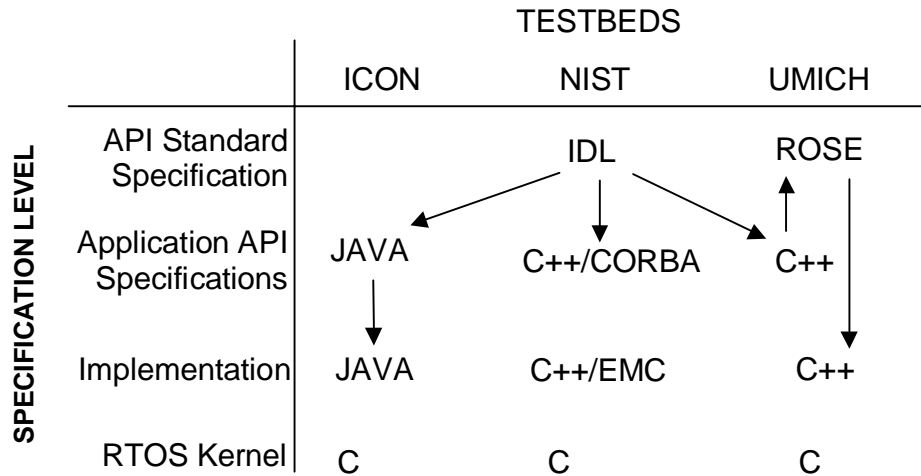 TESTBEDS
ICON NIST UMICH
SPECIFICATION LEVEL
API Standard
Specification
IDL ROSE
Application API
Specifications
JAVA C++/CORBA C++
Implementation JAVA C++/EMC C++
RTOS Kernel C C C